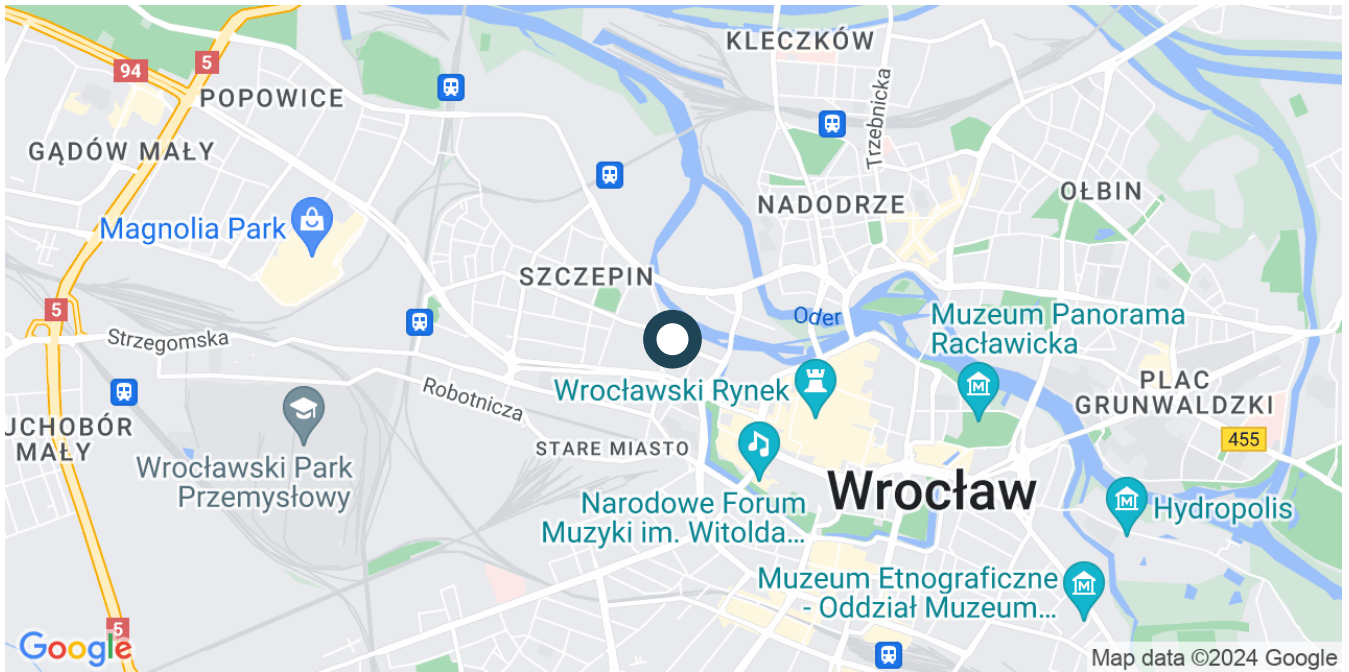 KLECZKÓW
5
94
POPOWICE
Trzebnicka
GĄDÓW MAŁY
OŁBIN
NADODRZE
Magnolia Park
SZCZEPIN
5
Oder
Muzeum Panorama
Racławicka
Strzegomska
PLAC
GRUNWALDZKI
Wrocławski Rynek
Robotnicza
UCHOBÓR
MAŁY
455
STARE MIASTO
Wrocławski Park
Przemysłowy
Wrocław
Narodowe Forum
Muzyki im. Witolda...
Hydropolis
Muzeum Etnograficzne
- Oddział Muzeum...
5
Google
Map data ©2024 Google